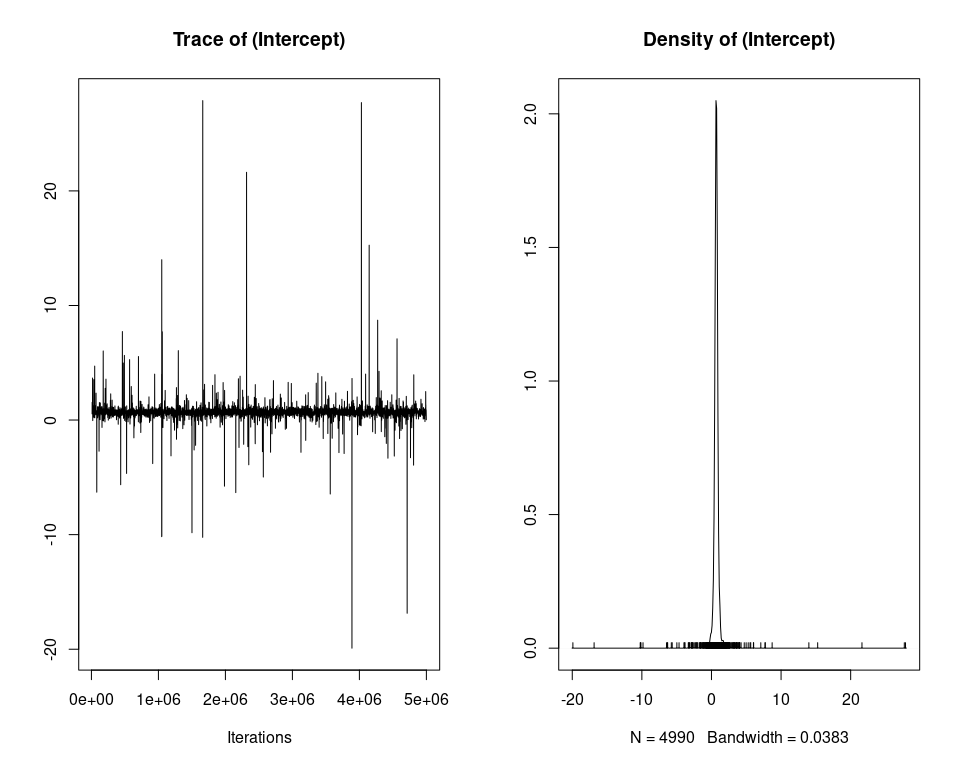 Trace of (Intercept)
20
10
0
-10
-20
0e+00 1e+06 2e+06 3e+06 4e+06 5e+06
Iterations
Density of (Intercept)
2.0
1.5
1.0
0.5
0.0
-20 -10 0 10 20
N = 4990 Bandwidth = 0.0383